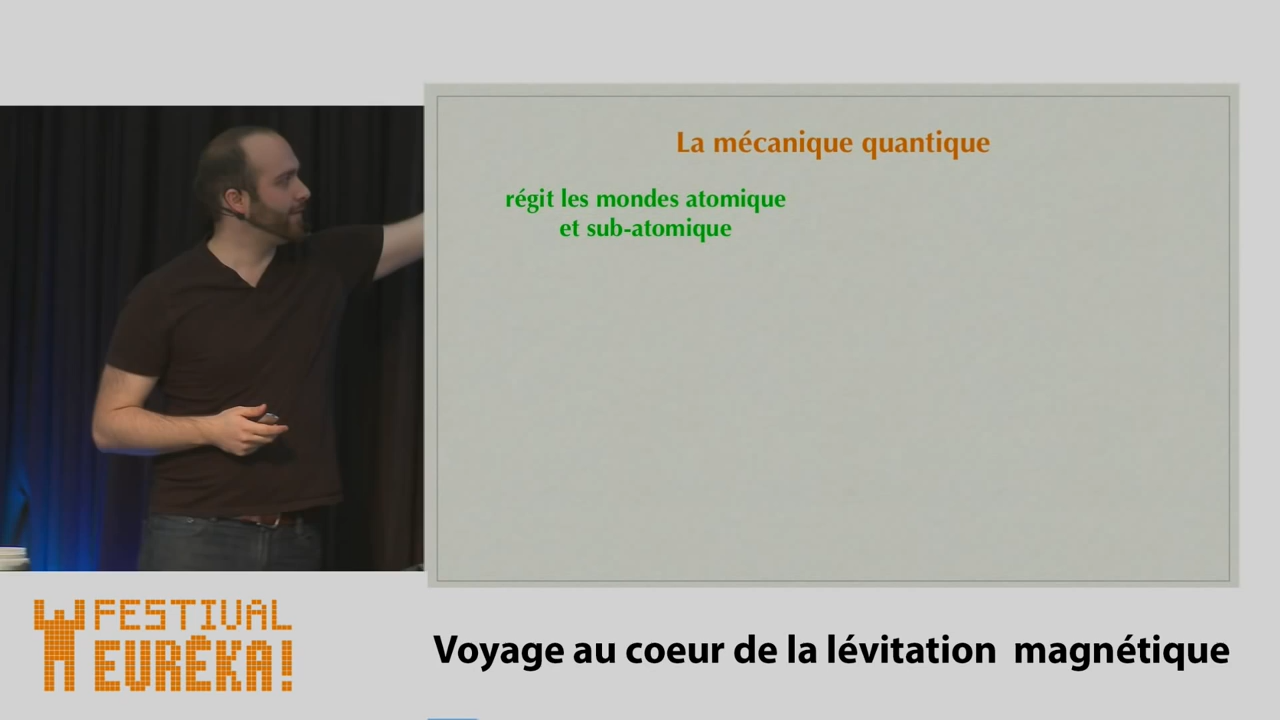 La mécanique quantique
régit les mondes atomique
et sub-atomique
FESTIVAL
EURÊKA!
Voyage au coeur de la lévitation magnétique